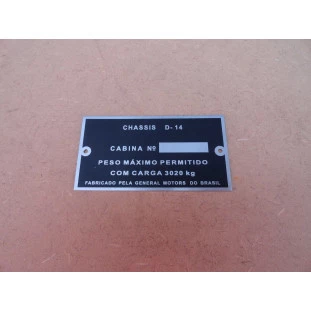 CHASSIS D-14
CABINA Nº
PESO MÁXIMO PERMITIDO
COM CARGA 3020 kg
FABRICADO PELA GENERAL MOTORS DO BRASIL